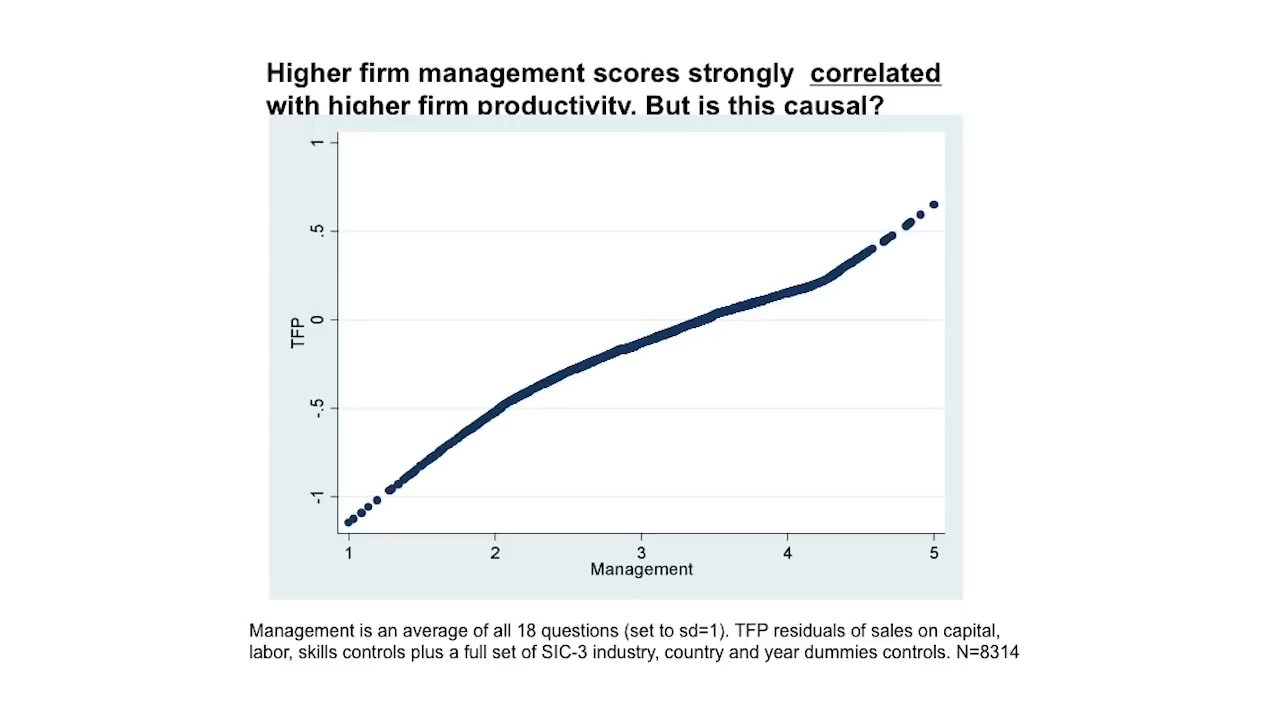 Higher firm management scores strongly correlated
with higher firm productivity. But is this causal?
1
.5
0
-.5
-1
TFP
1 2 3 4 5
Management
Management is an average of all 18 questions (set to sd=1). TFP residuals of sales on capital,
labor, skills controls plus a full set of SIC-3 industry, country and year dummies controls. N=8314